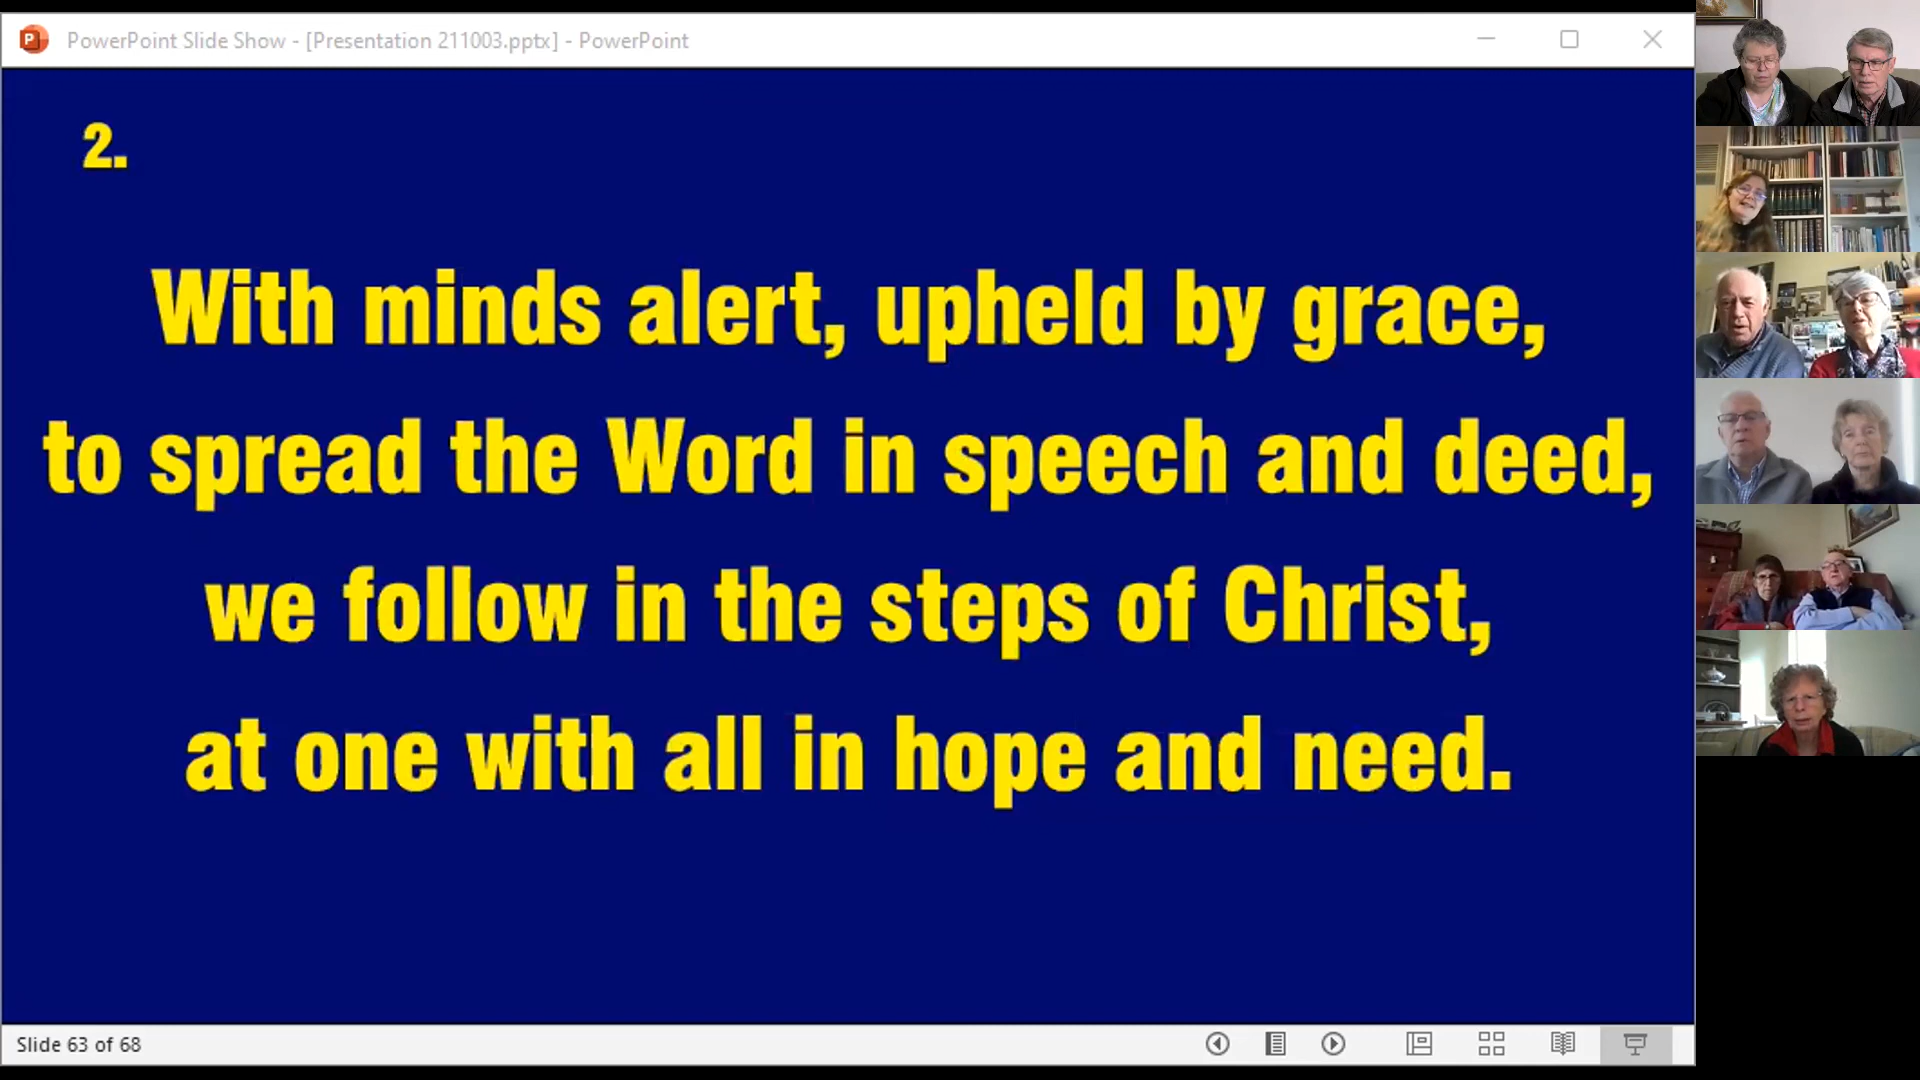 PowerPoint Slide Show - [Presentation 211003.pptx] - PowerPoint
2.
With minds alert, upheld by grace,
to spread the Word in speech and deed,
we follow in the steps of Christ,
at one with all in hope and need.
Slide 63 of 68